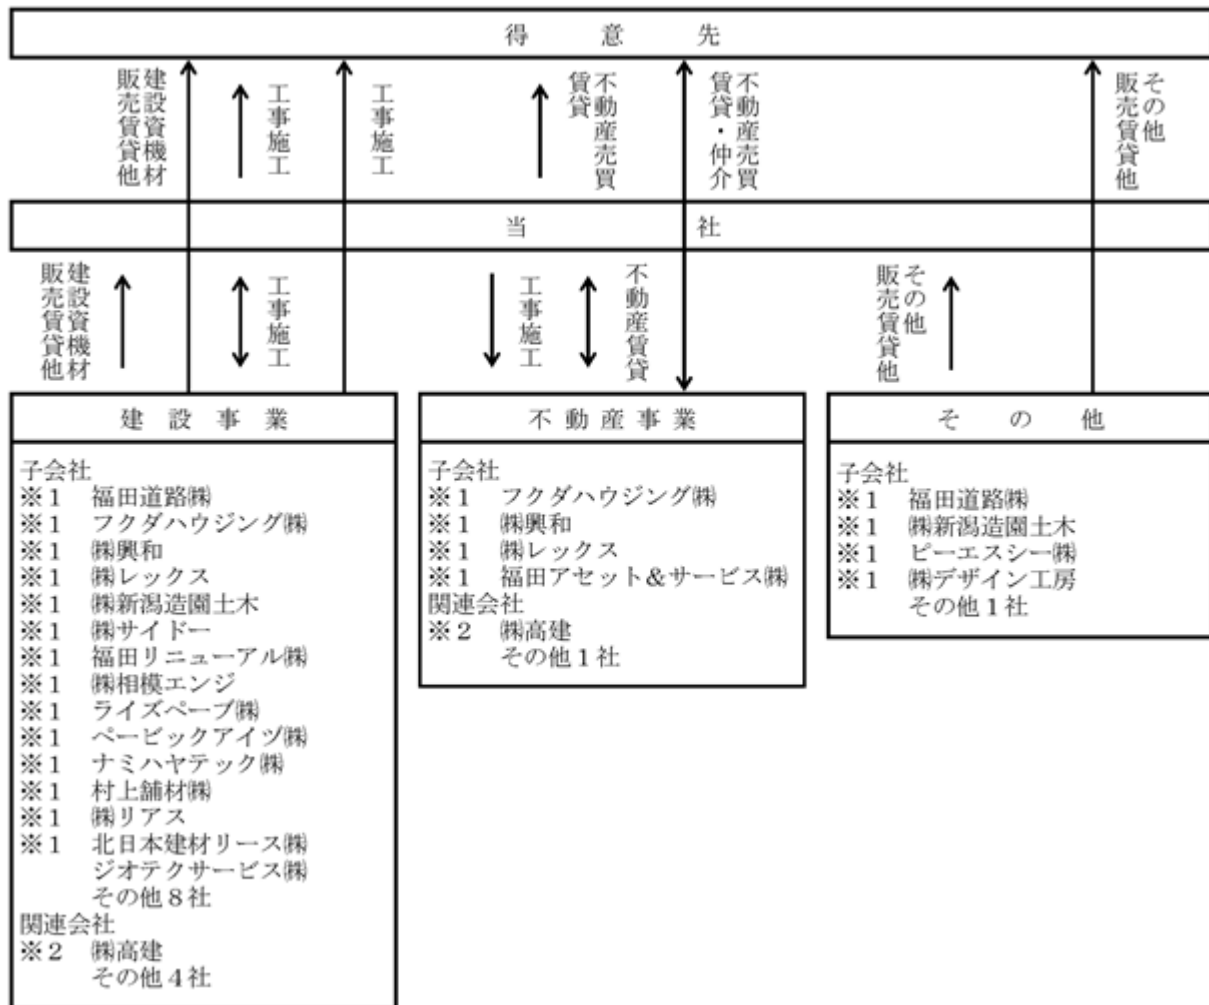 得意先
建設資機材
販売賃貸他
工事施工
工事施工
不動産売買
賃貸
不動産売買
賃貸・仲介
その他
販売賃貸他
当社
建設資機材
販売賃貸他
工事施工
工事施工
不動産賃貸
その他
販売賃貸他
建設事業
子会社
※1 福田道路㈱
※1 フクダハウジング㈱
※1 ㈱興和
※1 ㈱レックス
※1 ㈱新潟造園土木
※1 ㈱サイドー
※1 福田リニューアル㈱
※1 ㈱相模エンジ
※1 ライズペーブ㈱
※1 ペービックアイヅ㈱
※1 ナミハヤテック㈱
※1 村上舗材㈱
※1 ㈱リアス
※1 北日本建材リース㈱
ジオテクサービス㈱
その他8社
関連会社
※2 ㈱高建
その他4社
不動産事業
子会社
※1 フクダハウジング㈱
※1 ㈱興和
※1 ㈱レックス
※1 福田アセット&サービス㈱
関連会社
※2 ㈱高建
その他1社
その他
子会社
※1 福田道路㈱
※1 ㈱新潟造園土木
※1 ピーエスシー㈱
※1 ㈱デザイン工房
その他1社